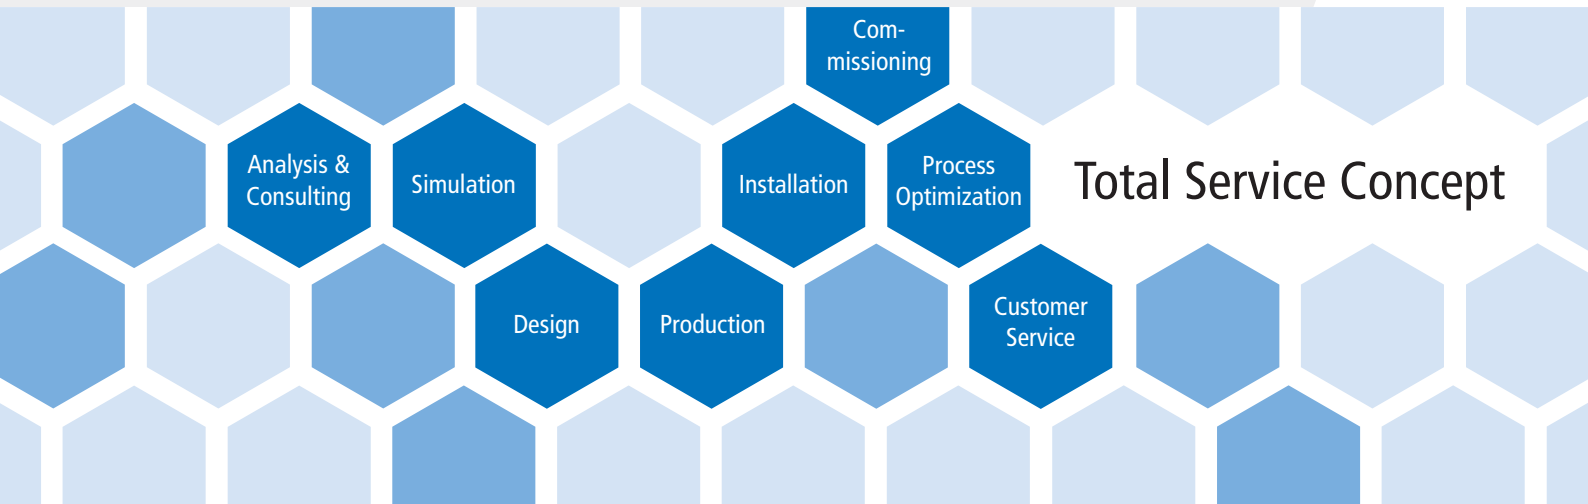 Com-
missioning
Analysis &
Consulting
Simulation
Installation
Process
Optimization
Total Service Concept
Design
Production
Customer
Service